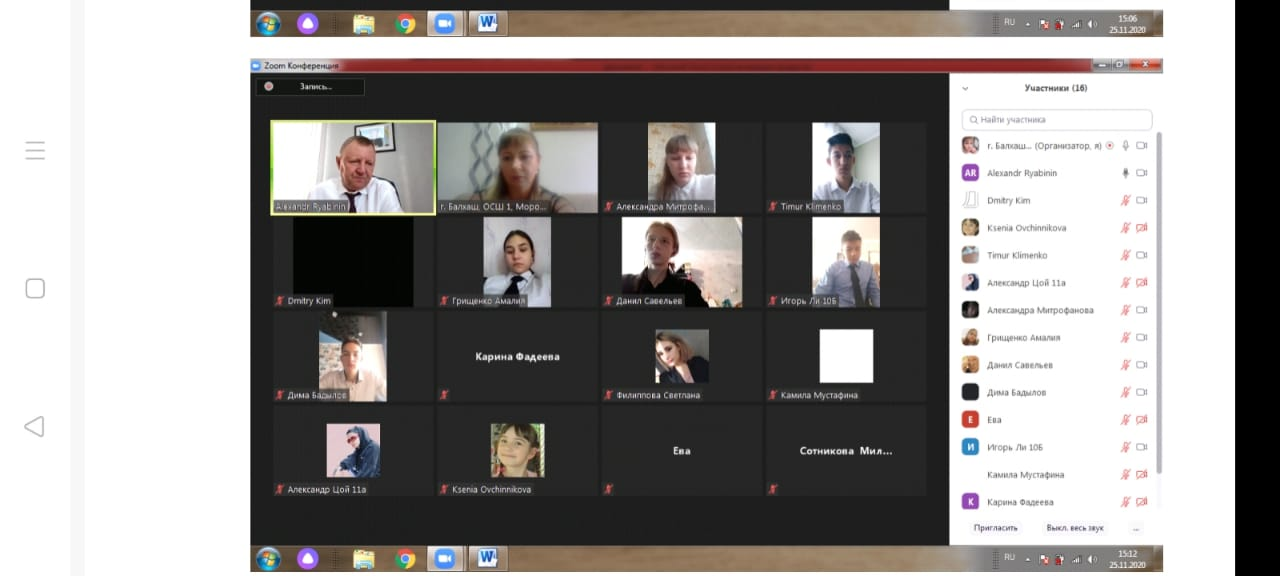 RU
15:06
25.11.2020
Zoom Конференция
Запись...
Участники (16)
Найти участника
Alexandr Ryabinin
г. Балхаш, ОСШ 1, Моро...
Александра Митрофа...
Timur Klimenko
Dmitry Kim
Грищенко Амалия
Данил Савельев
Игорь Ли 10Б
Дима Бадылов
Карина Фадеева
Филиппова Светлана
Камила Мустафина
Александр Цой 11а
Ksenia Ovchinnikova
Ева
Сотникова Мил...
г. Балхаш... (Организатор, я)
AR Alexandr Ryabinin
Dmitry Kim
Ksenia Ovchinnikova
Timur Klimenko
Александр Цой 11а
Александра Митрофанова
Грищенко Амалия
Данил Савельев
Дима Бадылов
Е Ева
И Игорь Ли 10Б
Камила Мустафина
К Карина Фадеева
Пригласить
Выкл. весь звук
...
RU
15:12
25.11.2020